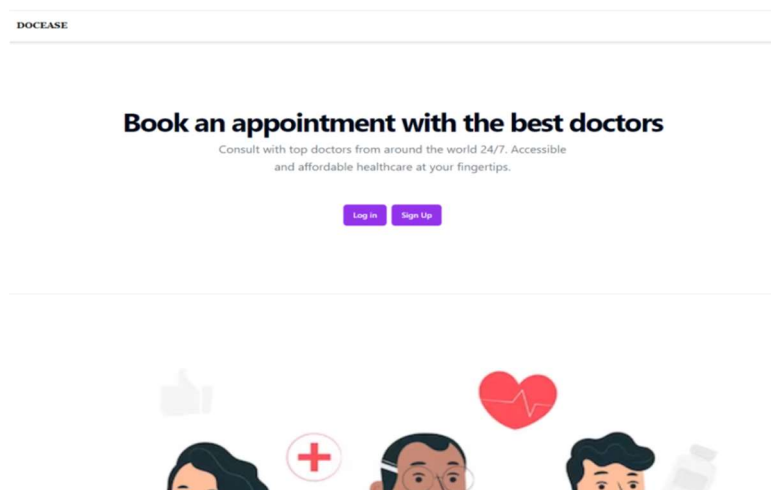 DOCEASE
Book an appointment with the best doctors
Consult with top doctors from around the world 24/7. Accessible
and affordable healthcare at your fingertips.
Log in Sign Up